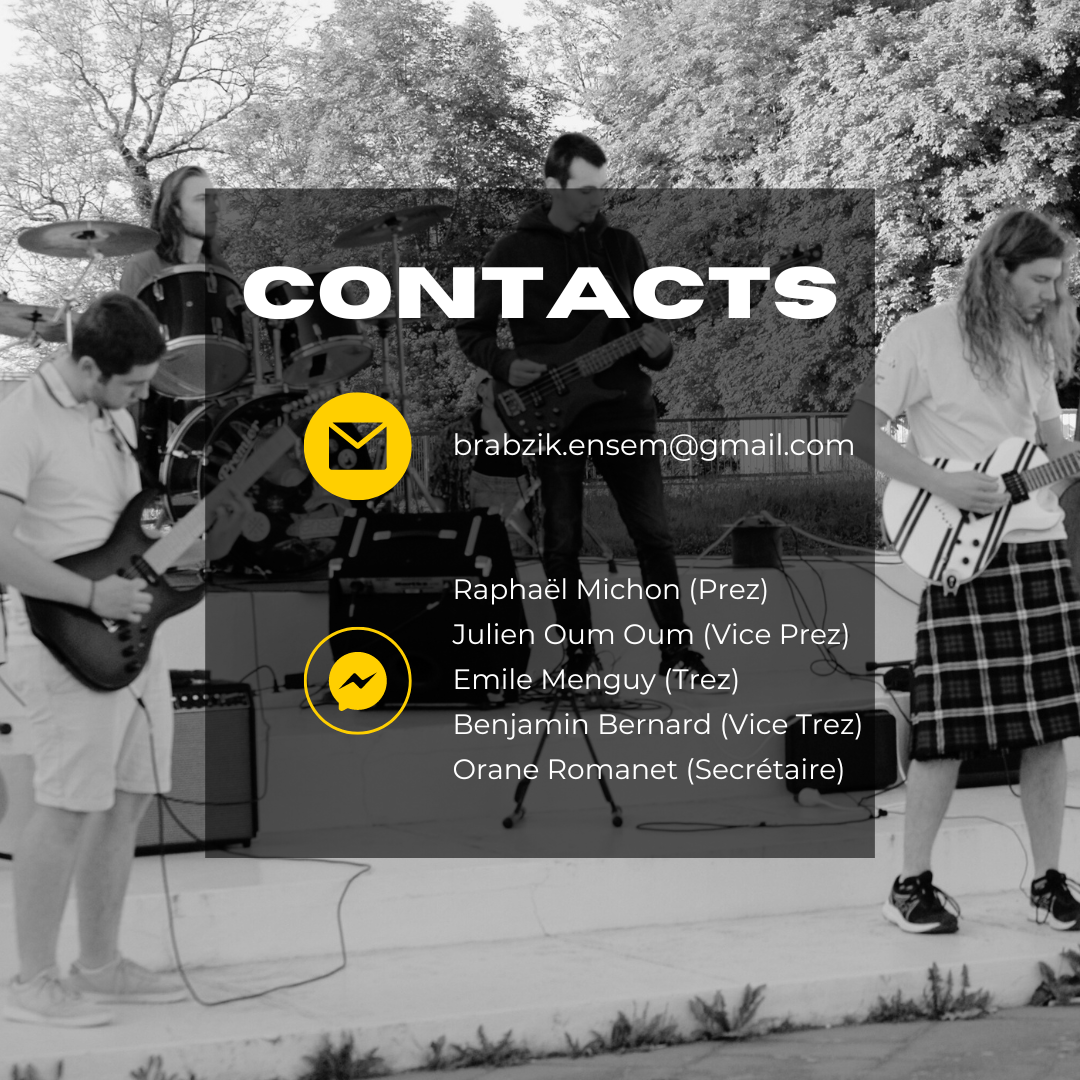 CONTACTS
brabzik.ensem@gmail.com
Raphaël Michon (Prez)
Julien Oum Oum (Vice Prez)
Emile Menguy (Trez)
Benjamin Bernard (Vice Trez)
Orane Romanet (Secrétaire)